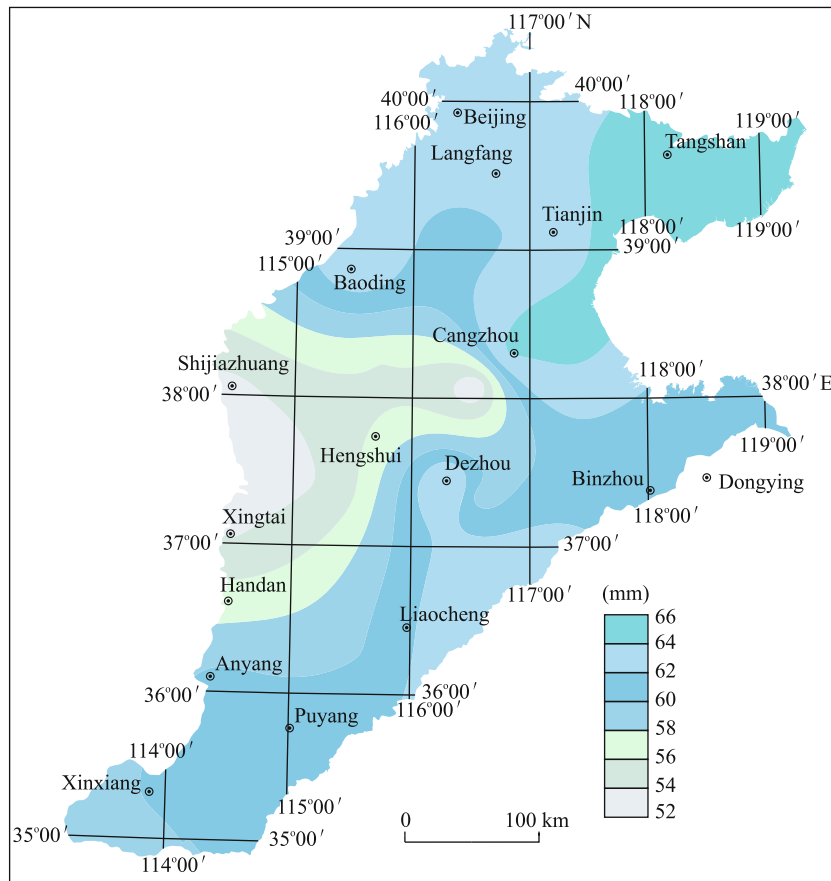 117°00′ N
40°00′
40°00′
118°00′
119°00′
116°00′
Beijing
Langfang
Tangshan
Tianjin
118°00′
119°00′
39°00′
39°00′
115°00′
Baoding
Cangzhou
Shijiazhuang
118°00′
38°00′ E
38°00′
119°00′
Hengshui
Dezhou
Binzhou
Dongying
118°00′
Xingtai
37°00′
37°00′
Handan
117°00′
(mm)
66
64
62
60
58
56
54
52
Liaocheng
Anyang
36°00′
36°00′
116°00′
Puyang
114°00′
Xinxiang
115°00′
35°00′
35°00′
114°00′
0
100 km